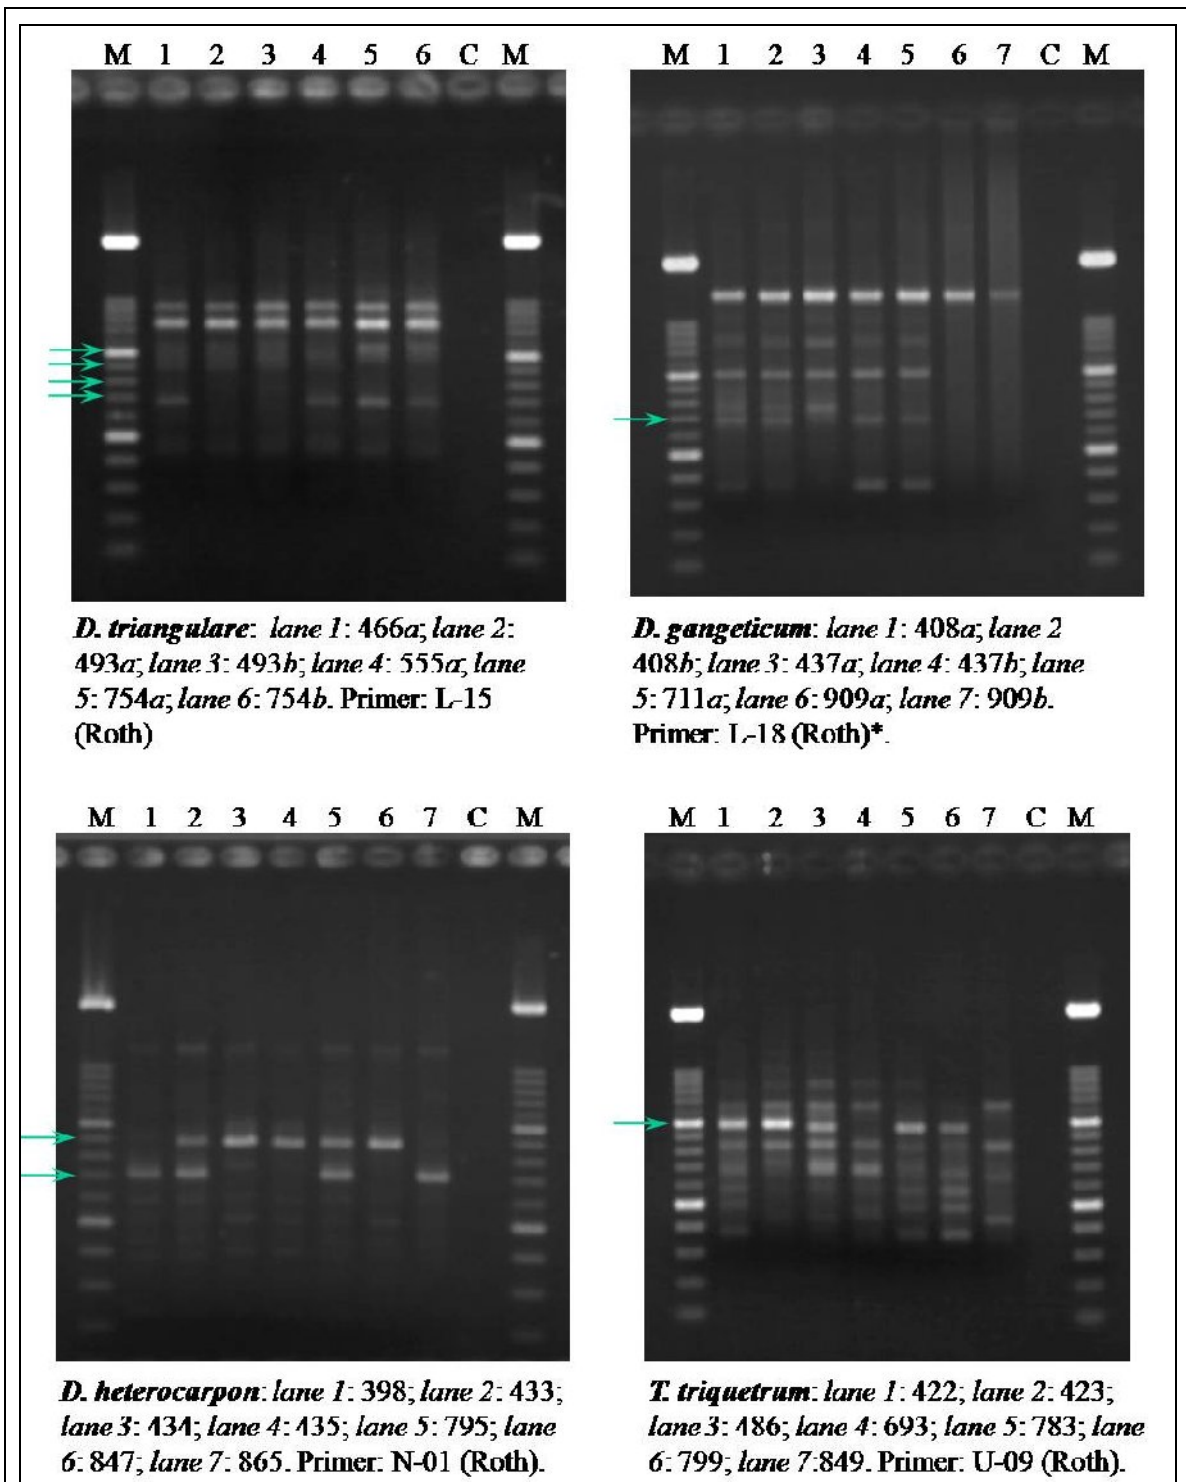 M 1 2 3 4 5 6 C M
D. triangulare: lane 1: 466a; lane 2:
493a; lane 3: 493b; lane 4: 555a; lane
5: 754a; lane 6: 754b. Primer: L-15
(Roth)
M 1 2 3 4 5 6 7 C M
D. gangeticum: lane 1: 408a; lane 2
408b; lane 3: 437a; lane 4: 437b; lane
5: 711a; lane 6: 909a; lane 7: 909b.
Primer: L-18 (Roth)*.
M 1 2 3 4 5 6 7 C M
D. heterocarpon: lane 1: 398; lane 2: 433;
lane 3: 434; lane 4: 435; lane 5: 795; lane
6: 847; lane 7: 865. Primer: N-01 (Roth).
M 1 2 3 4 5 6 7 C M
T. triquetrum: lane 1: 422; lane 2: 423;
lane 3: 486; lane 4: 693; lane 5: 783; lane
6: 799; lane 7:849. Primer: U-09 (Roth).